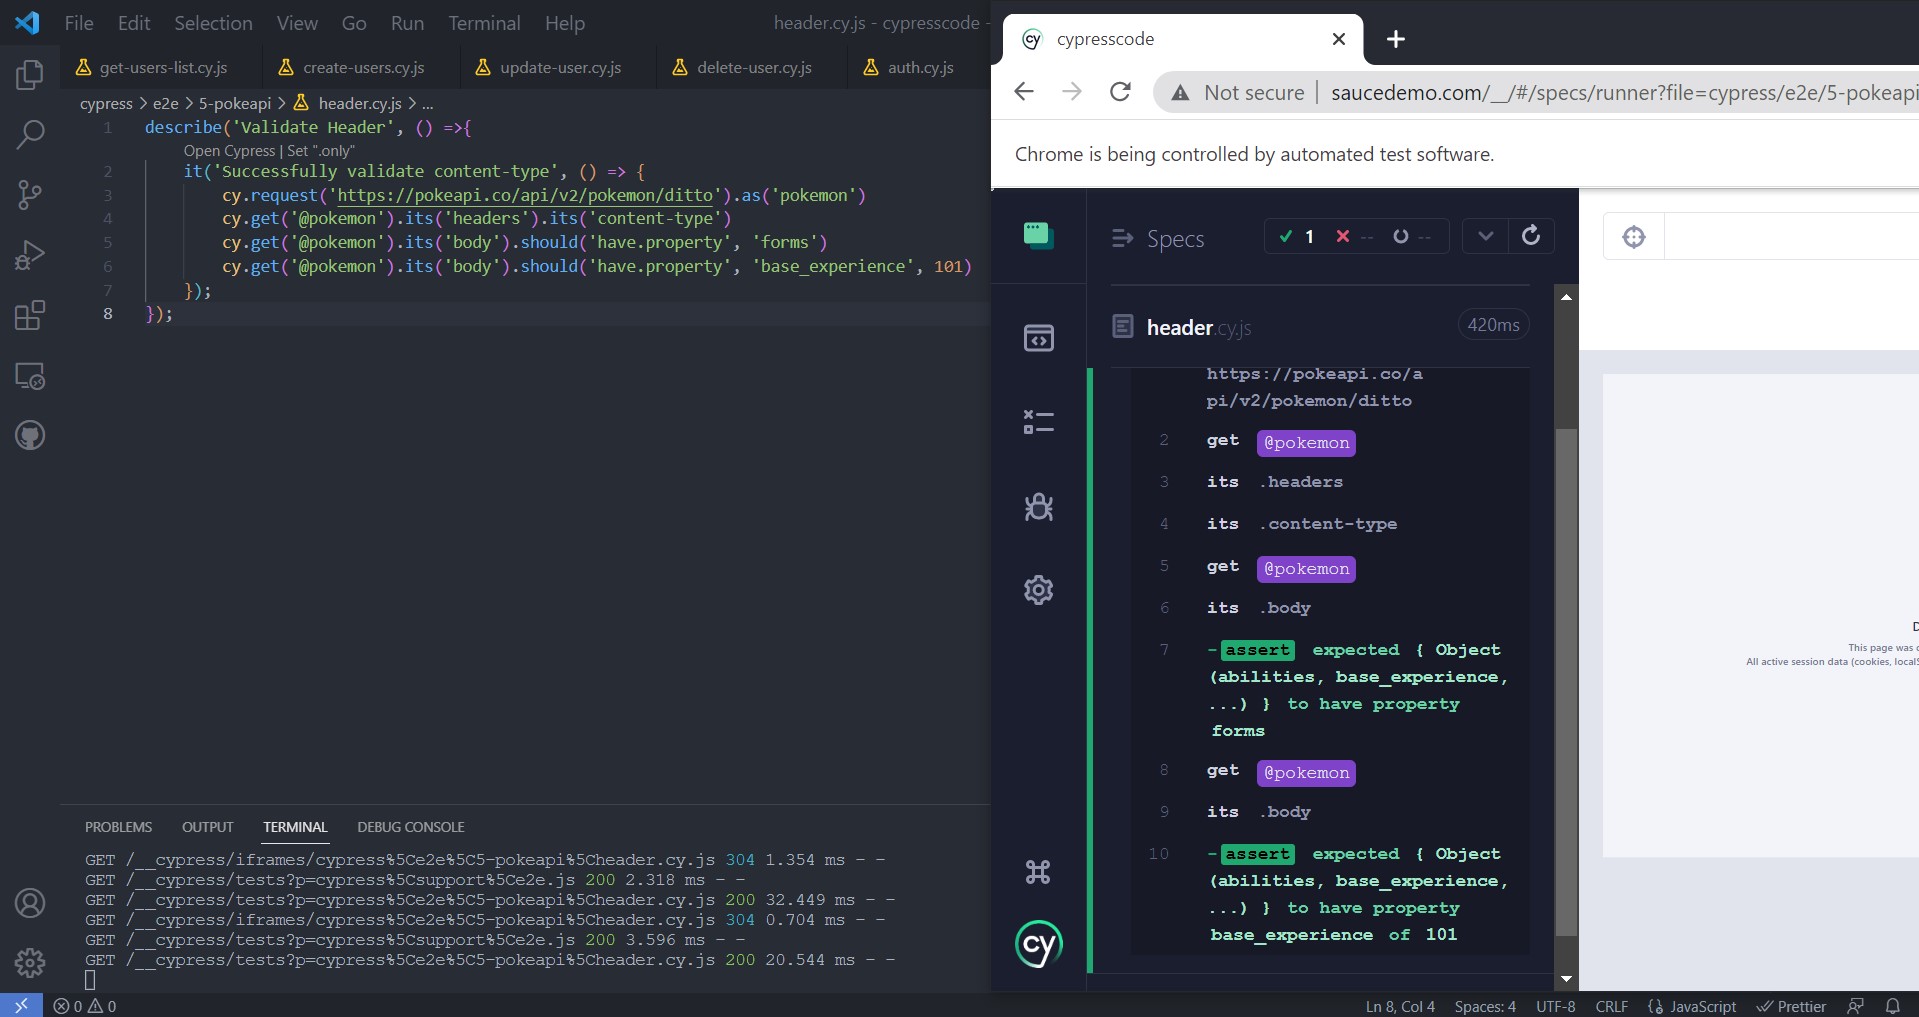 File Edit Selection View Go Run Terminal Help header.cy.js - cypresscode -
get-users-list.cy.js create-users.cy.js update-user.cy.js delete-user.cy.js auth.cy.js
cypress > e2e > 5-pokeapi > header.cy.js > ...
1 describe('Validate Header', () =>{
Open Cypress | Set ".only"
2 it('Successfully validate content-type', () => {
3 cy.request('https://pokeapi.co/api/v2/pokemon/ditto').as('pokemon')
4 cy.get('@pokemon').its('headers').its('content-type')
5 cy.get('@pokemon').its('body').should('have.property', 'forms')
6 cy.get('@pokemon').its('body').should('have.property', 'base_experience', 101)
7 });
8 });
PROBLEMS OUTPUT TERMINAL DEBUG CONSOLE
GET /__cypress/iframes/cypress%5Ce2e%5C5-pokeapi%5Cheader.cy.js 304 1.354 ms - -
GET /__cypress/tests?p=cypress%5Csupport%5Ce2e.js 200 2.318 ms - -
GET /__cypress/tests?p=cypress%5Ce2e%5C5-pokeapi%5Cheader.cy.js 200 32.449 ms - -
GET /__cypress/iframes/cypress%5Ce2e%5C5-pokeapi%5Cheader.cy.js 304 0.704 ms - -
GET /__cypress/tests?p=cypress%5Csupport%5Ce2e.js 200 3.596 ms - -
GET /__cypress/tests?p=cypress%5Ce2e%5C5-pokeapi%5Cheader.cy.js 200 20.544 ms - -
cy cypresscode
Not secure | saucedemo.com/__/#/specs/runner?file=cypress/e2e/5-pokeapi
Chrome is being controlled by automated test software.
Specs 1 -- --
header.cy.js 420ms
https://pokeapi.co/a
pi/v2/pokemon/ditto
2 get @pokemon
3 its .headers
4 its .content-type
5 get @pokemon
6 its .body
7 -assert expected { Object
(abilities, base_experience,
...) } to have property
forms
8 get @pokemon
9 its .body
10 -assert expected { Object
(abilities, base_experience,
...) } to have property
base_experience of 101
cy
D
This page was c
All active session data (cookies, localS
0 0 Ln 8, Col 4 Spaces: 4 UTF-8 CRLF {} JavaScript Prettier